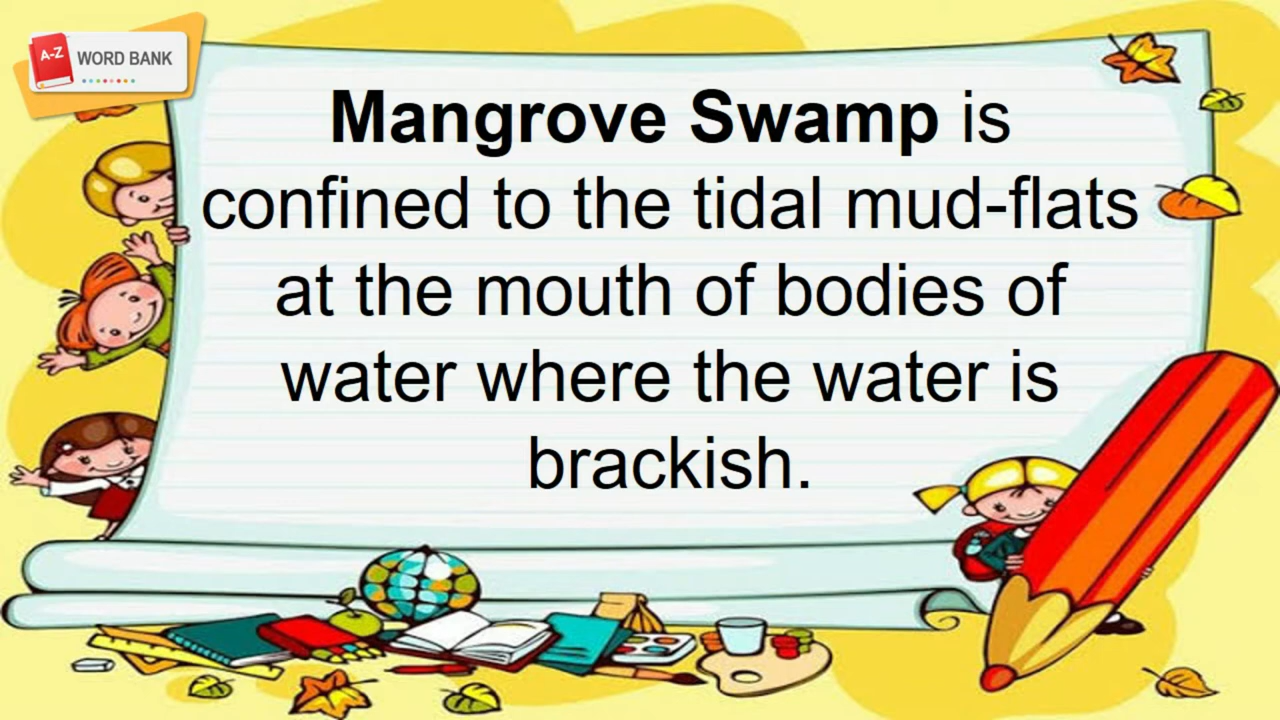 A-Z
WORD BANK
Mangrove Swamp is
confined to the tidal mud-flats
at the mouth of bodies of
water where the water is
brackish.